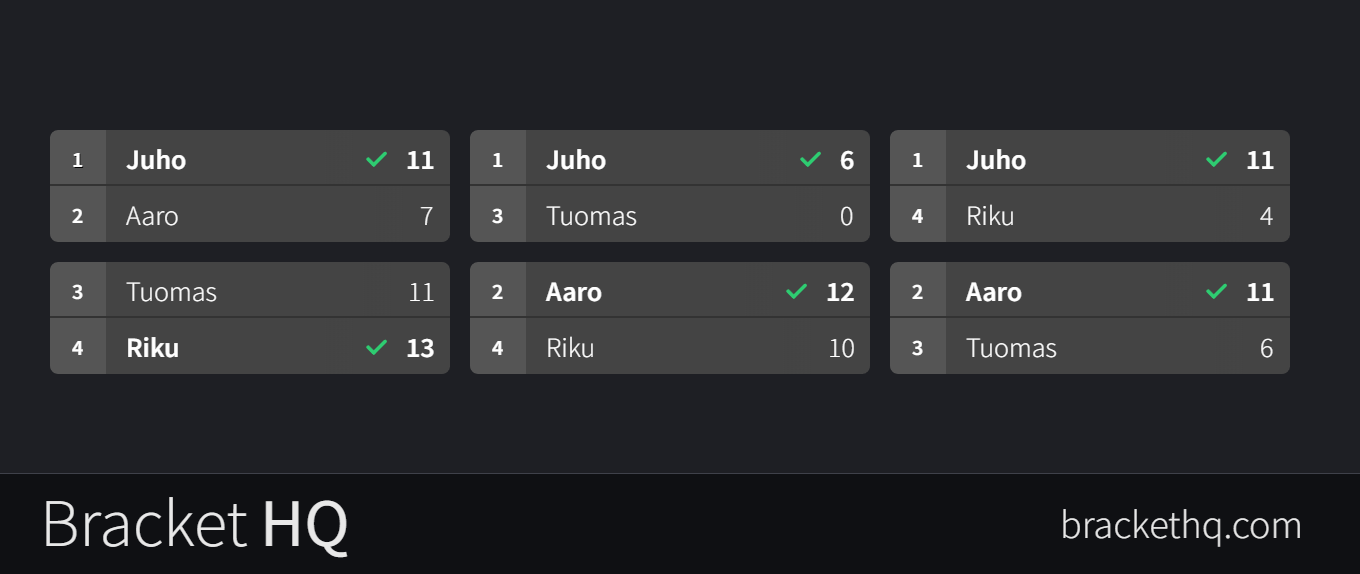 1 Juho 11
2 Aaro 7
3 Tuomas 11
4 Riku 13
1 Juho 6
3 Tuomas 0
2 Aaro 12
4 Riku 10
1 Juho 11
4 Riku 4
2 Aaro 11
3 Tuomas 6
Bracket HQ
brackethq.com